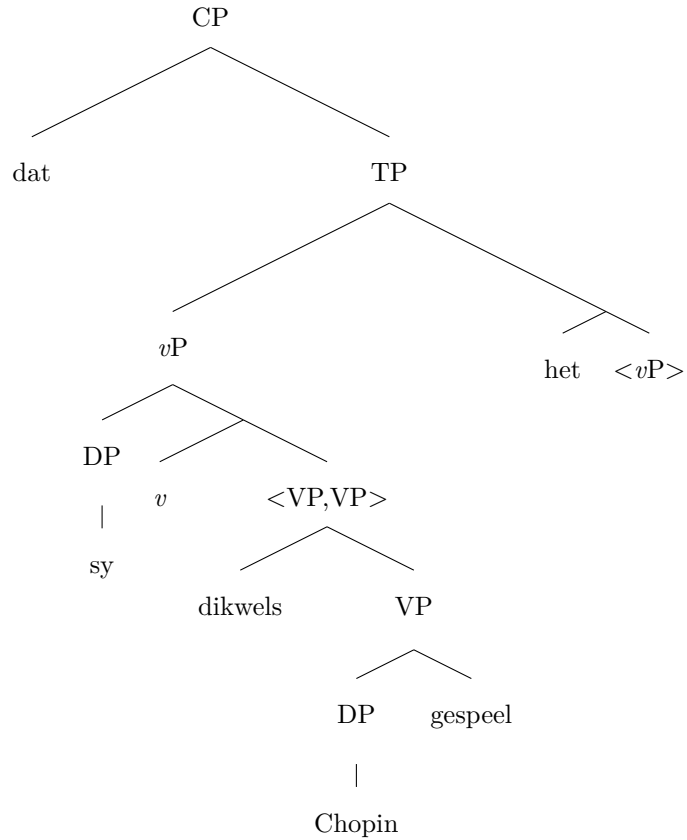 CP
dat TP
vP het <vP>
DP v <VP,VP>
sy dikwels VP
DP gespeel
Chopin